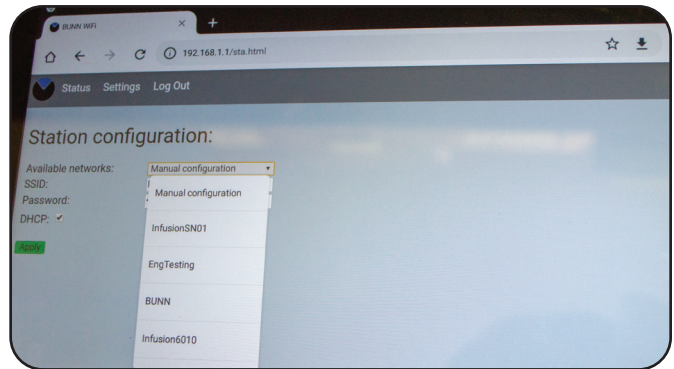 BUNN WiFi
192.168.1.1/sta.html
Status Settings Log Out
Station configuration:
Available networks: Manual configuration
SSID:
Password:
DHCP:
Apply
Manual configuration
InfusionSN01
EngTesting
BUNN
Infusion6010